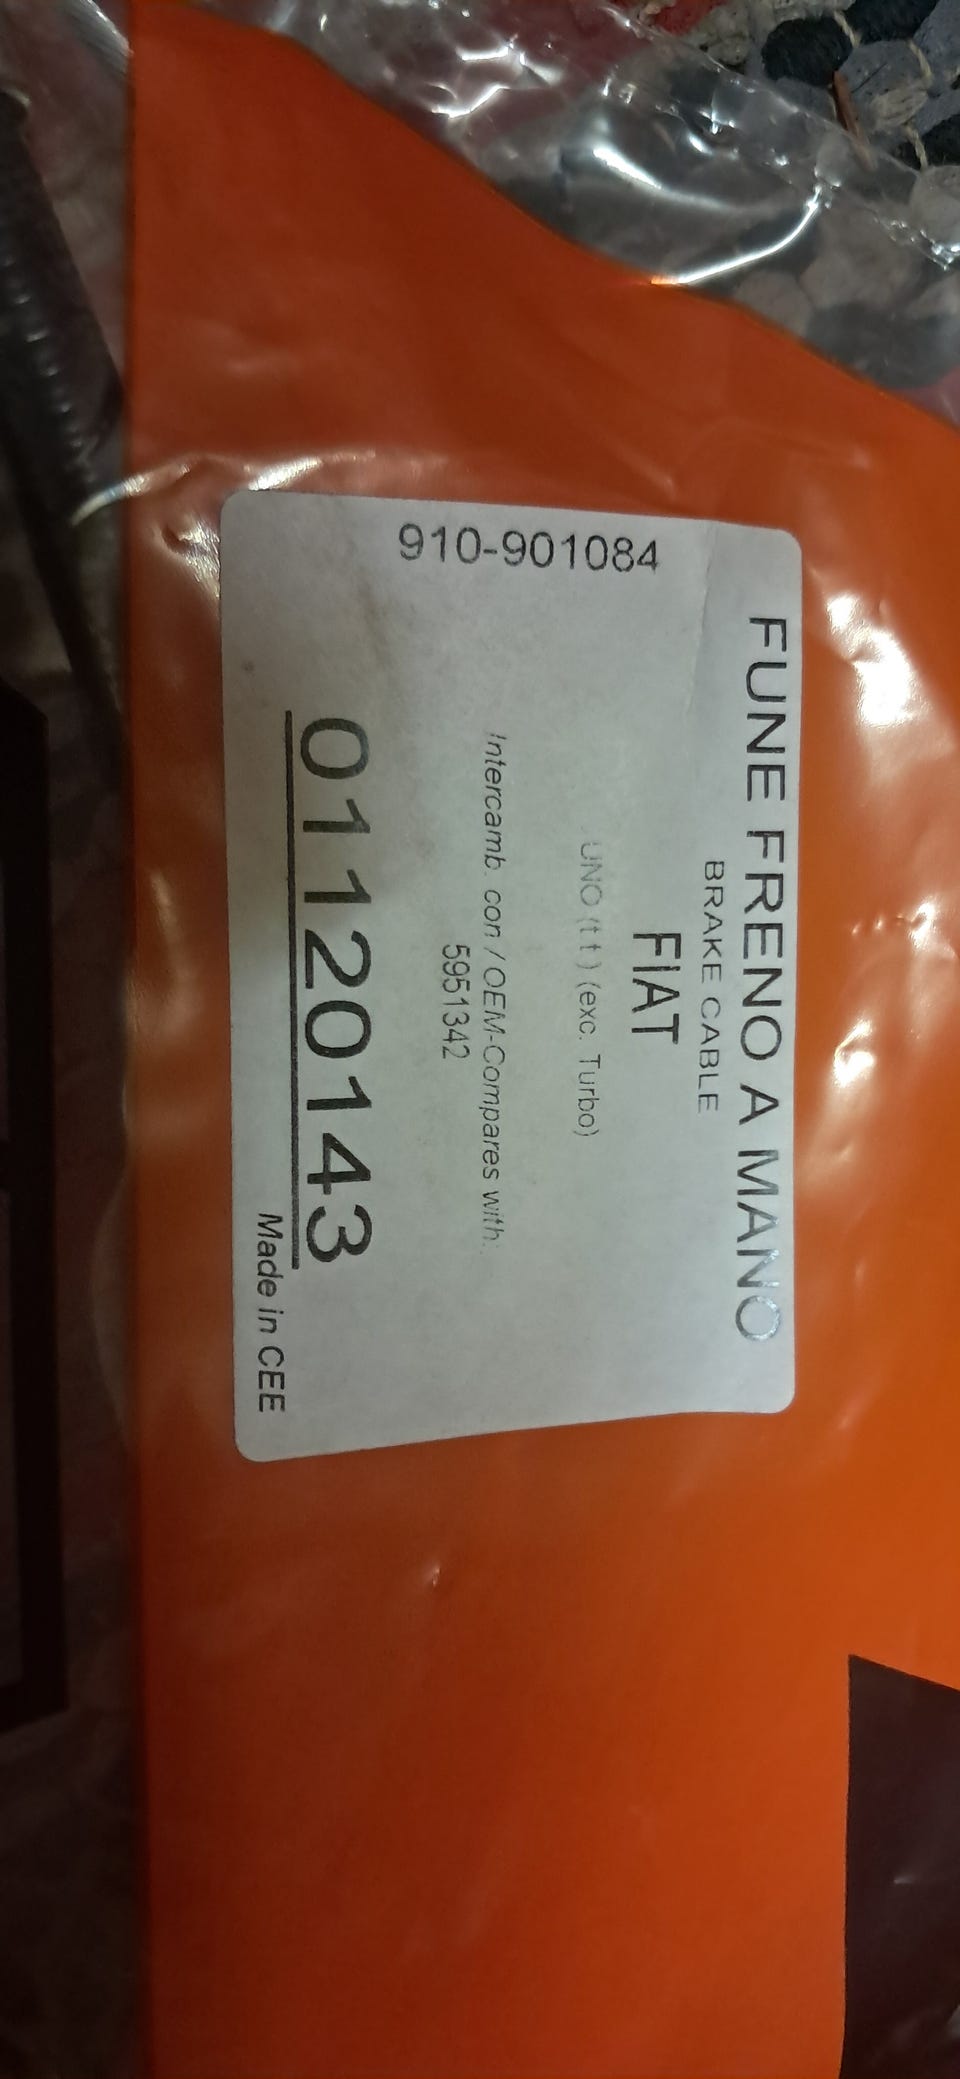 FUNE FRENO A MANO
BRAKE CABLE
910-901084
FIAT
UNO (t t ) (exc. Turbo)
Intercamb. con / OEM-Compares with:
5951342
01120143
Made in CEE